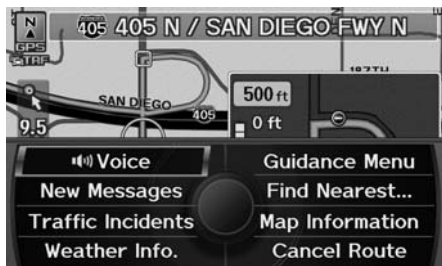 N
405 405 N / SAN DIEGO FWY N
GPS
TRF
187TH
SAN DIEGO
405
500 ft
0 ft
9.5
Voice
Guidance Menu
New Messages
Find Nearest...
Traffic Incidents
Map Information
Weather Info.
Cancel Route